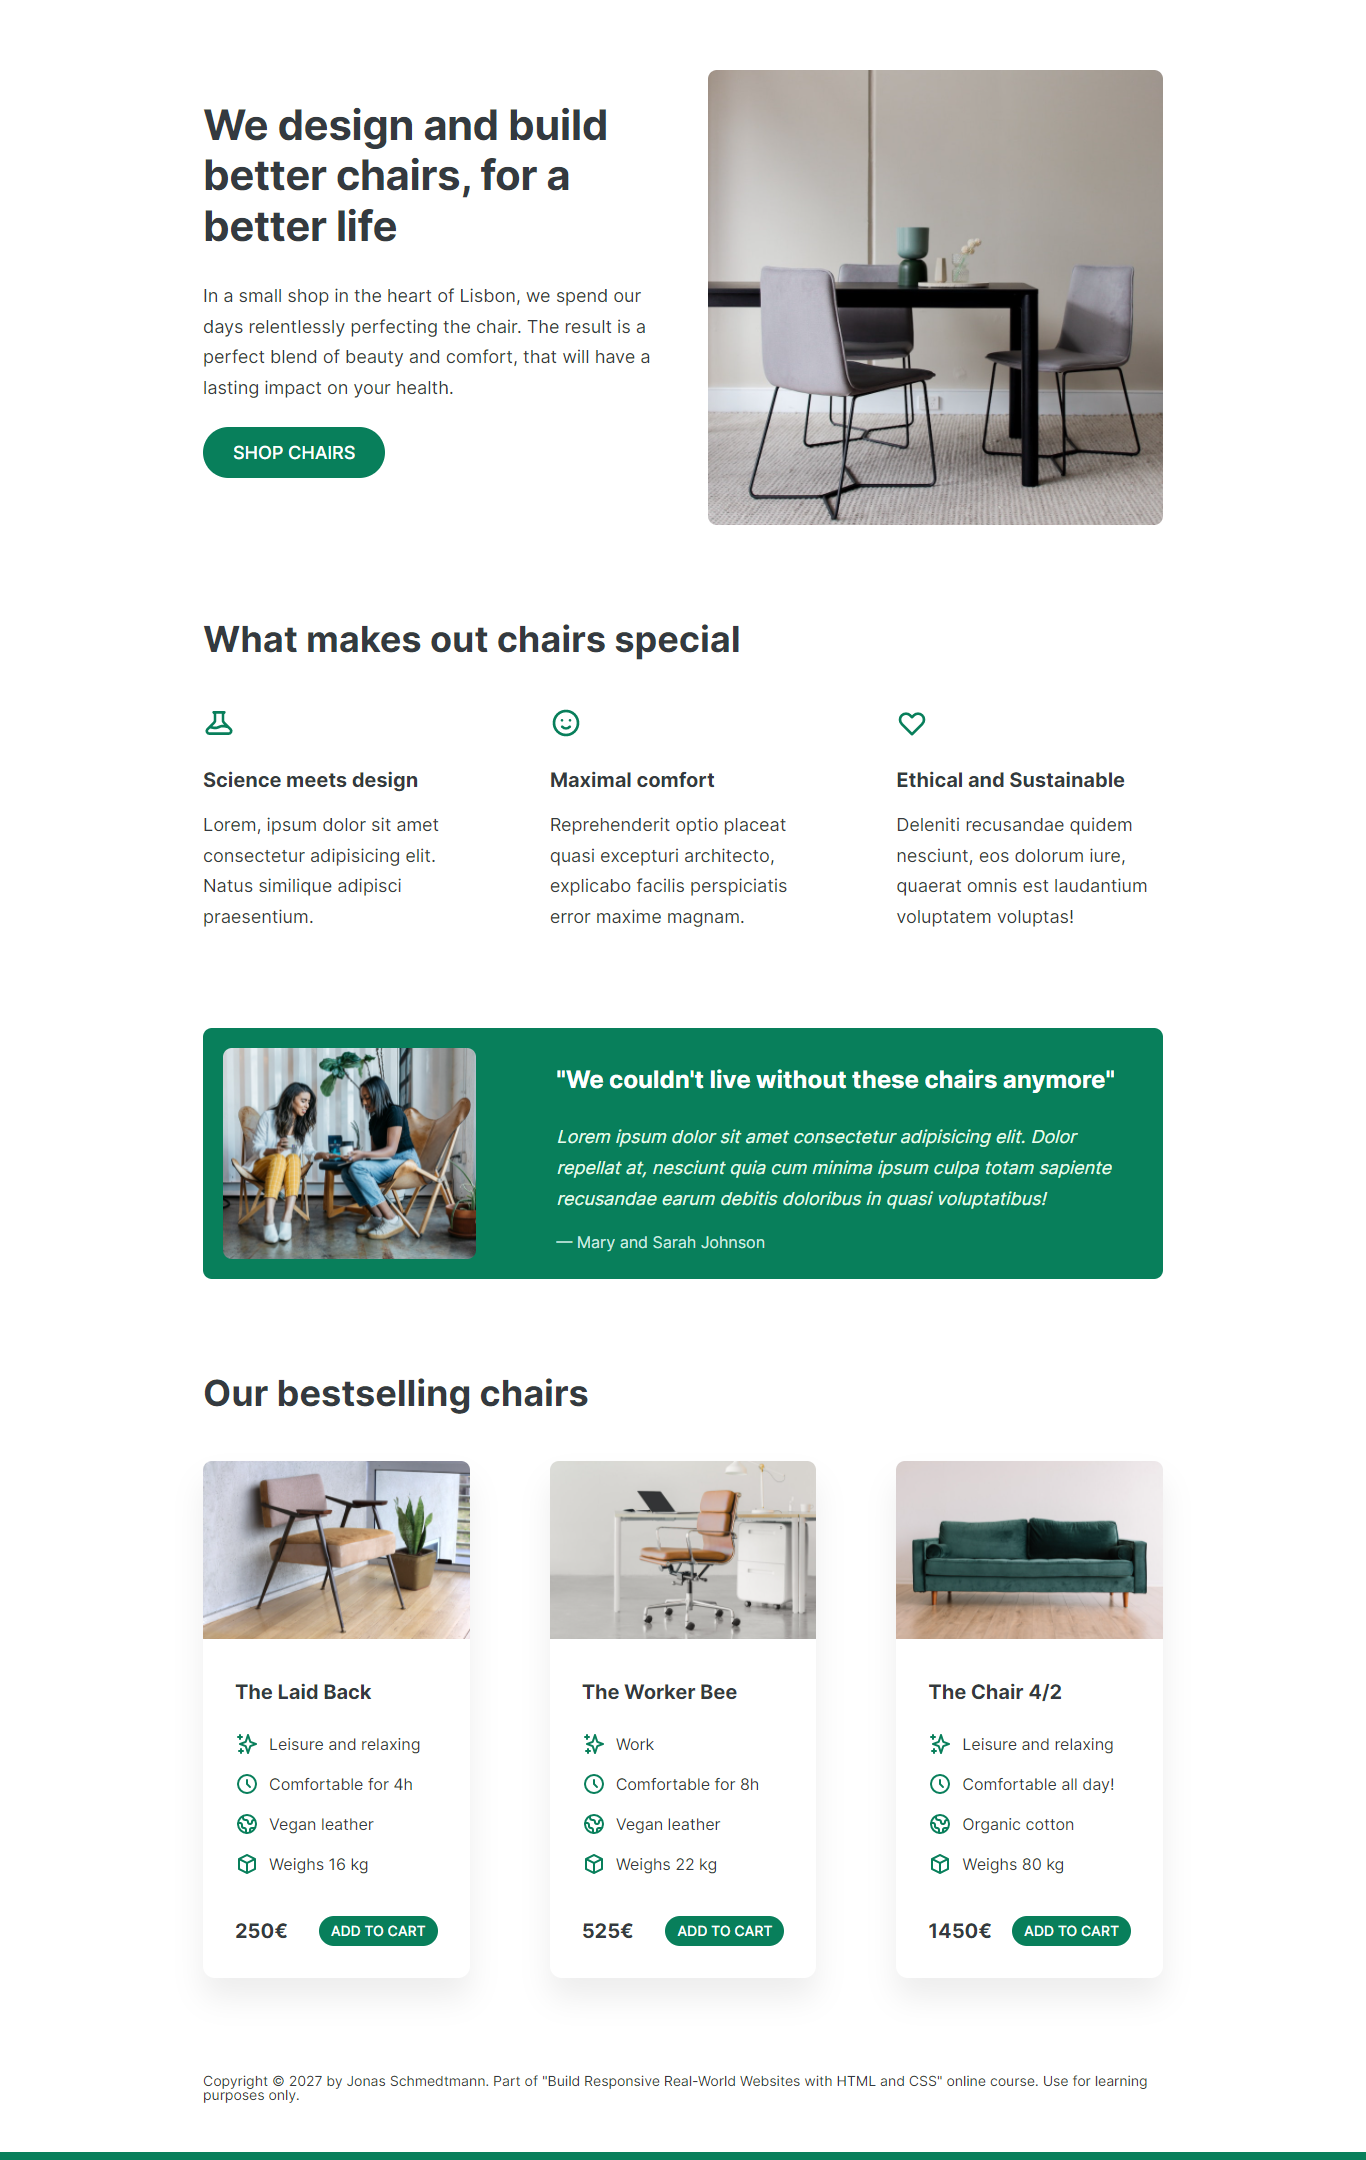 We design and build
better chairs, for a
better life
In a small shop in the heart of Lisbon, we spend our
days relentlessly perfecting the chair. The result is a
perfect blend of beauty and comfort, that will have a
lasting impact on your health.
SHOP CHAIRS
What makes out chairs special
Science meets design
Lorem, ipsum dolor sit amet
consectetur adipisicing elit.
Natus similique adipisci
praesentium.
Maximal comfort
Reprehenderit optio placeat
quasi excepturi architecto,
explicabo facilis perspiciatis
error maxime magnam.
Ethical and Sustainable
Deleniti recusandae quidem
nesciunt, eos dolorum iure,
quaerat omnis est laudantium
voluptatem voluptas!
"We couldn't live without these chairs anymore"
Lorem ipsum dolor sit amet consectetur adipisicing elit. Dolor
repellat at, nesciunt quia cum minima ipsum culpa totam sapiente
recusandae earum debitis doloribus in quasi voluptatibus!
— Mary and Sarah Johnson
Our bestselling chairs
The Laid Back
Leisure and relaxing
Comfortable for 4h
Vegan leather
Weighs 16 kg
250€ ADD TO CART
The Worker Bee
Work
Comfortable for 8h
Vegan leather
Weighs 22 kg
525€ ADD TO CART
The Chair 4/2
Leisure and relaxing
Comfortable all day!
Organic cotton
Weighs 80 kg
1450€ ADD TO CART
Copyright © 2027 by Jonas Schmedtmann. Part of "Build Responsive Real-World Websites with HTML and CSS" online course. Use for learning
purposes only.